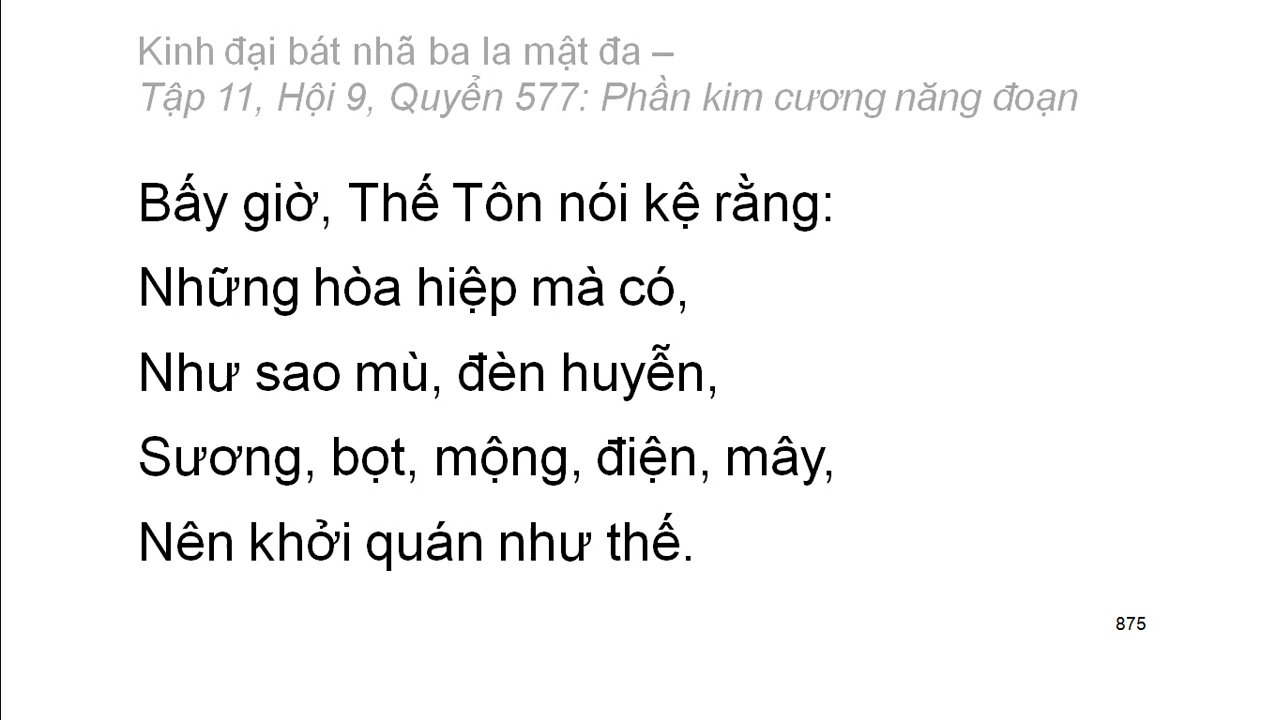 Kinh đại bát nhã ba la mật đa –
Tập 11, Hội 9, Quyển 577: Phần kim cương năng đoạn
Bấy giờ, Thế Tôn nói kệ rằng:
Những hòa hiệp mà có,
Như sao mù, đèn huyễn,
Sương, bọt, mộng, điện, mây,
Nên khởi quán như thế.
875